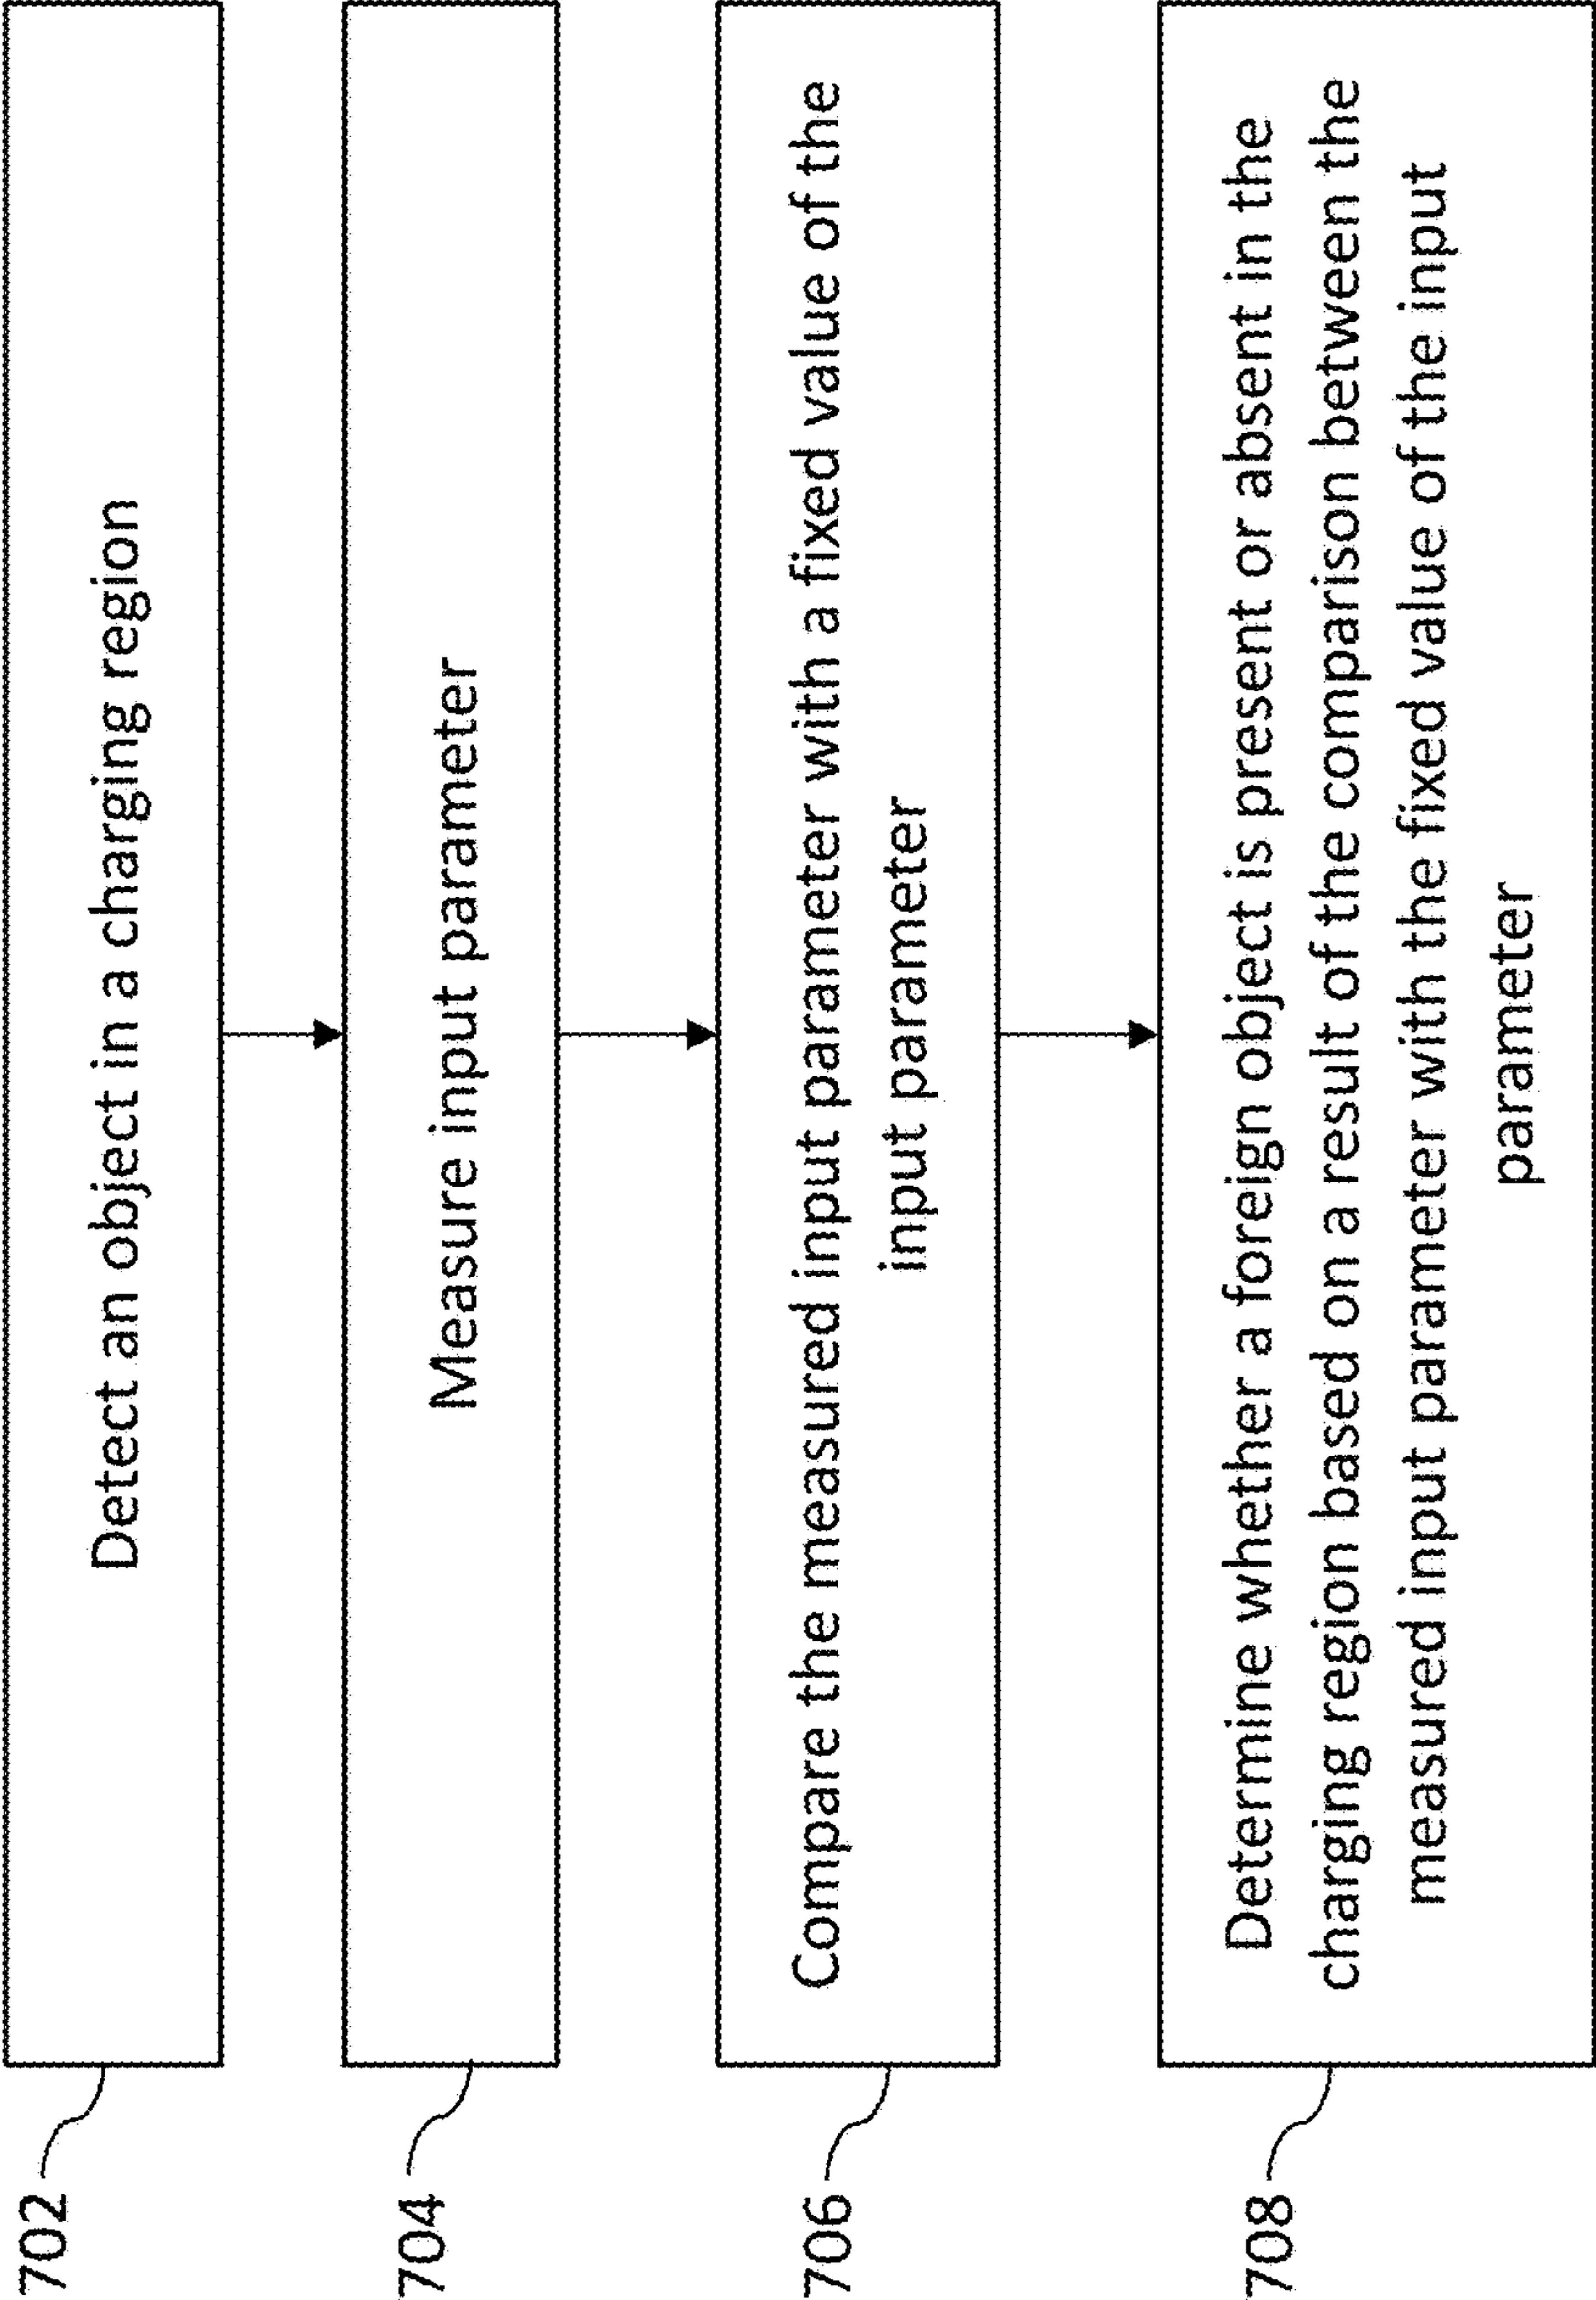 702
Detect an object in a charging region
704
Measure input parameter
706
Compare the measured input parameter with a fixed value of the
input parameter
708
Determine whether a foreign object is present or absent in the
charging region based on a result of the comparison between the
measured input parameter with the fixed value of the input
parameter